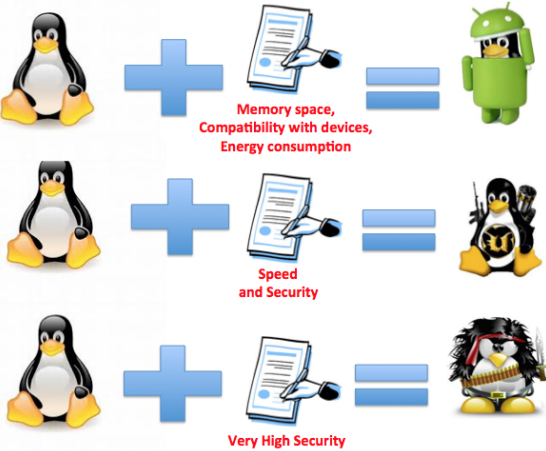 Memory space,
Compatibility with devices,
Energy consumption
Speed
and Security
Very High Security